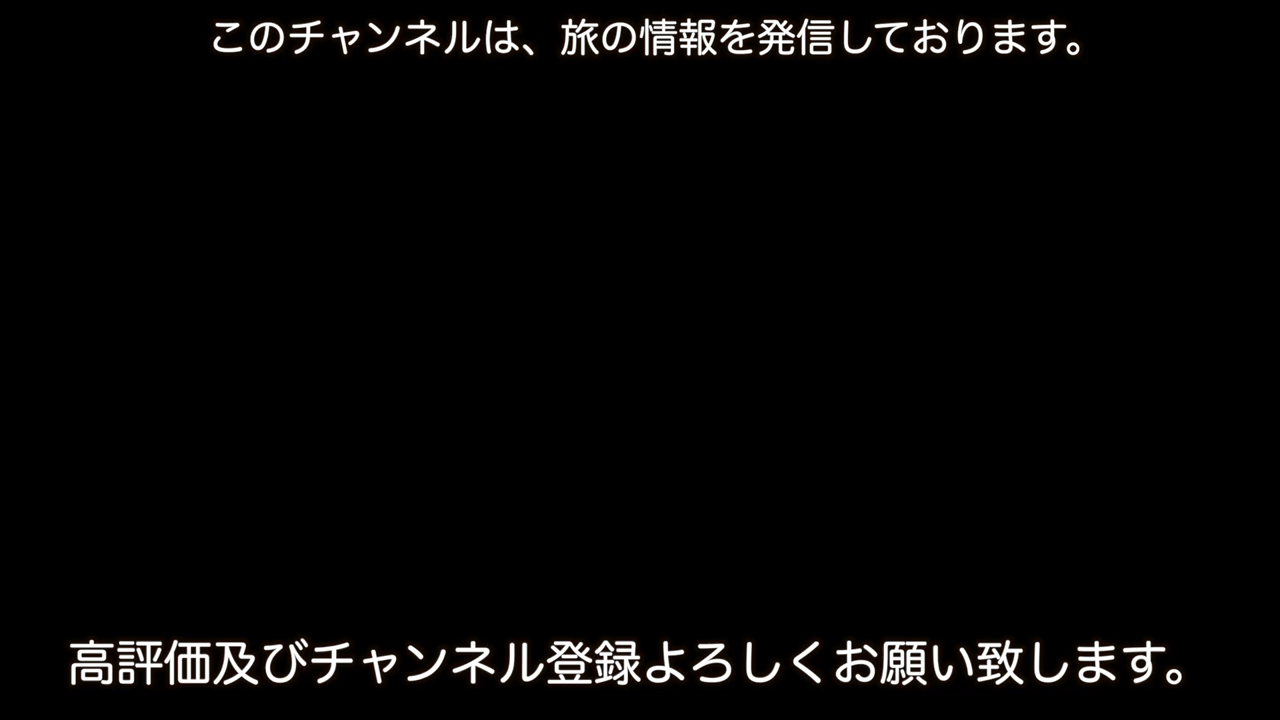 このチャンネルは、旅の情報を発信しております。
高評価及びチャンネル登録よろしくお願い致します。